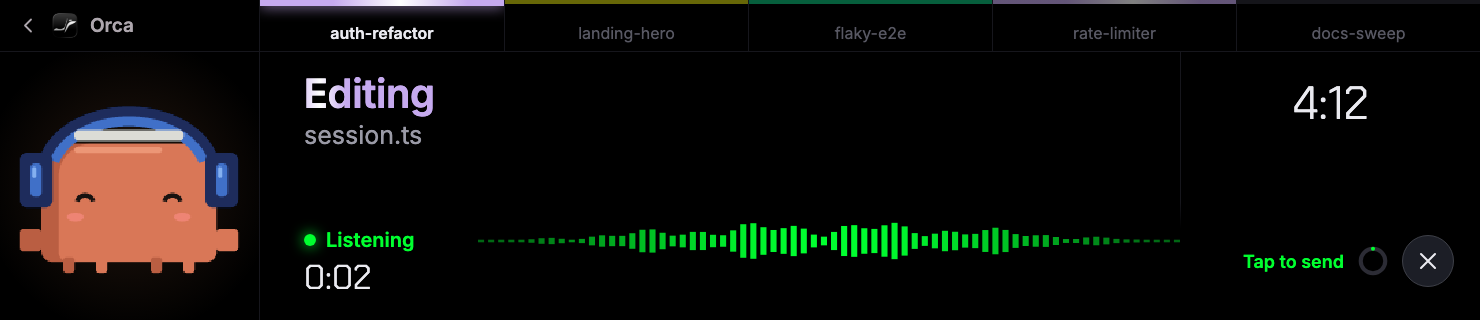 Orca
auth-refactor
landing-hero
flaky-e2e
rate-limiter
docs-sweep
Editing
session.ts
4:12
Listening
0:02
Tap to send